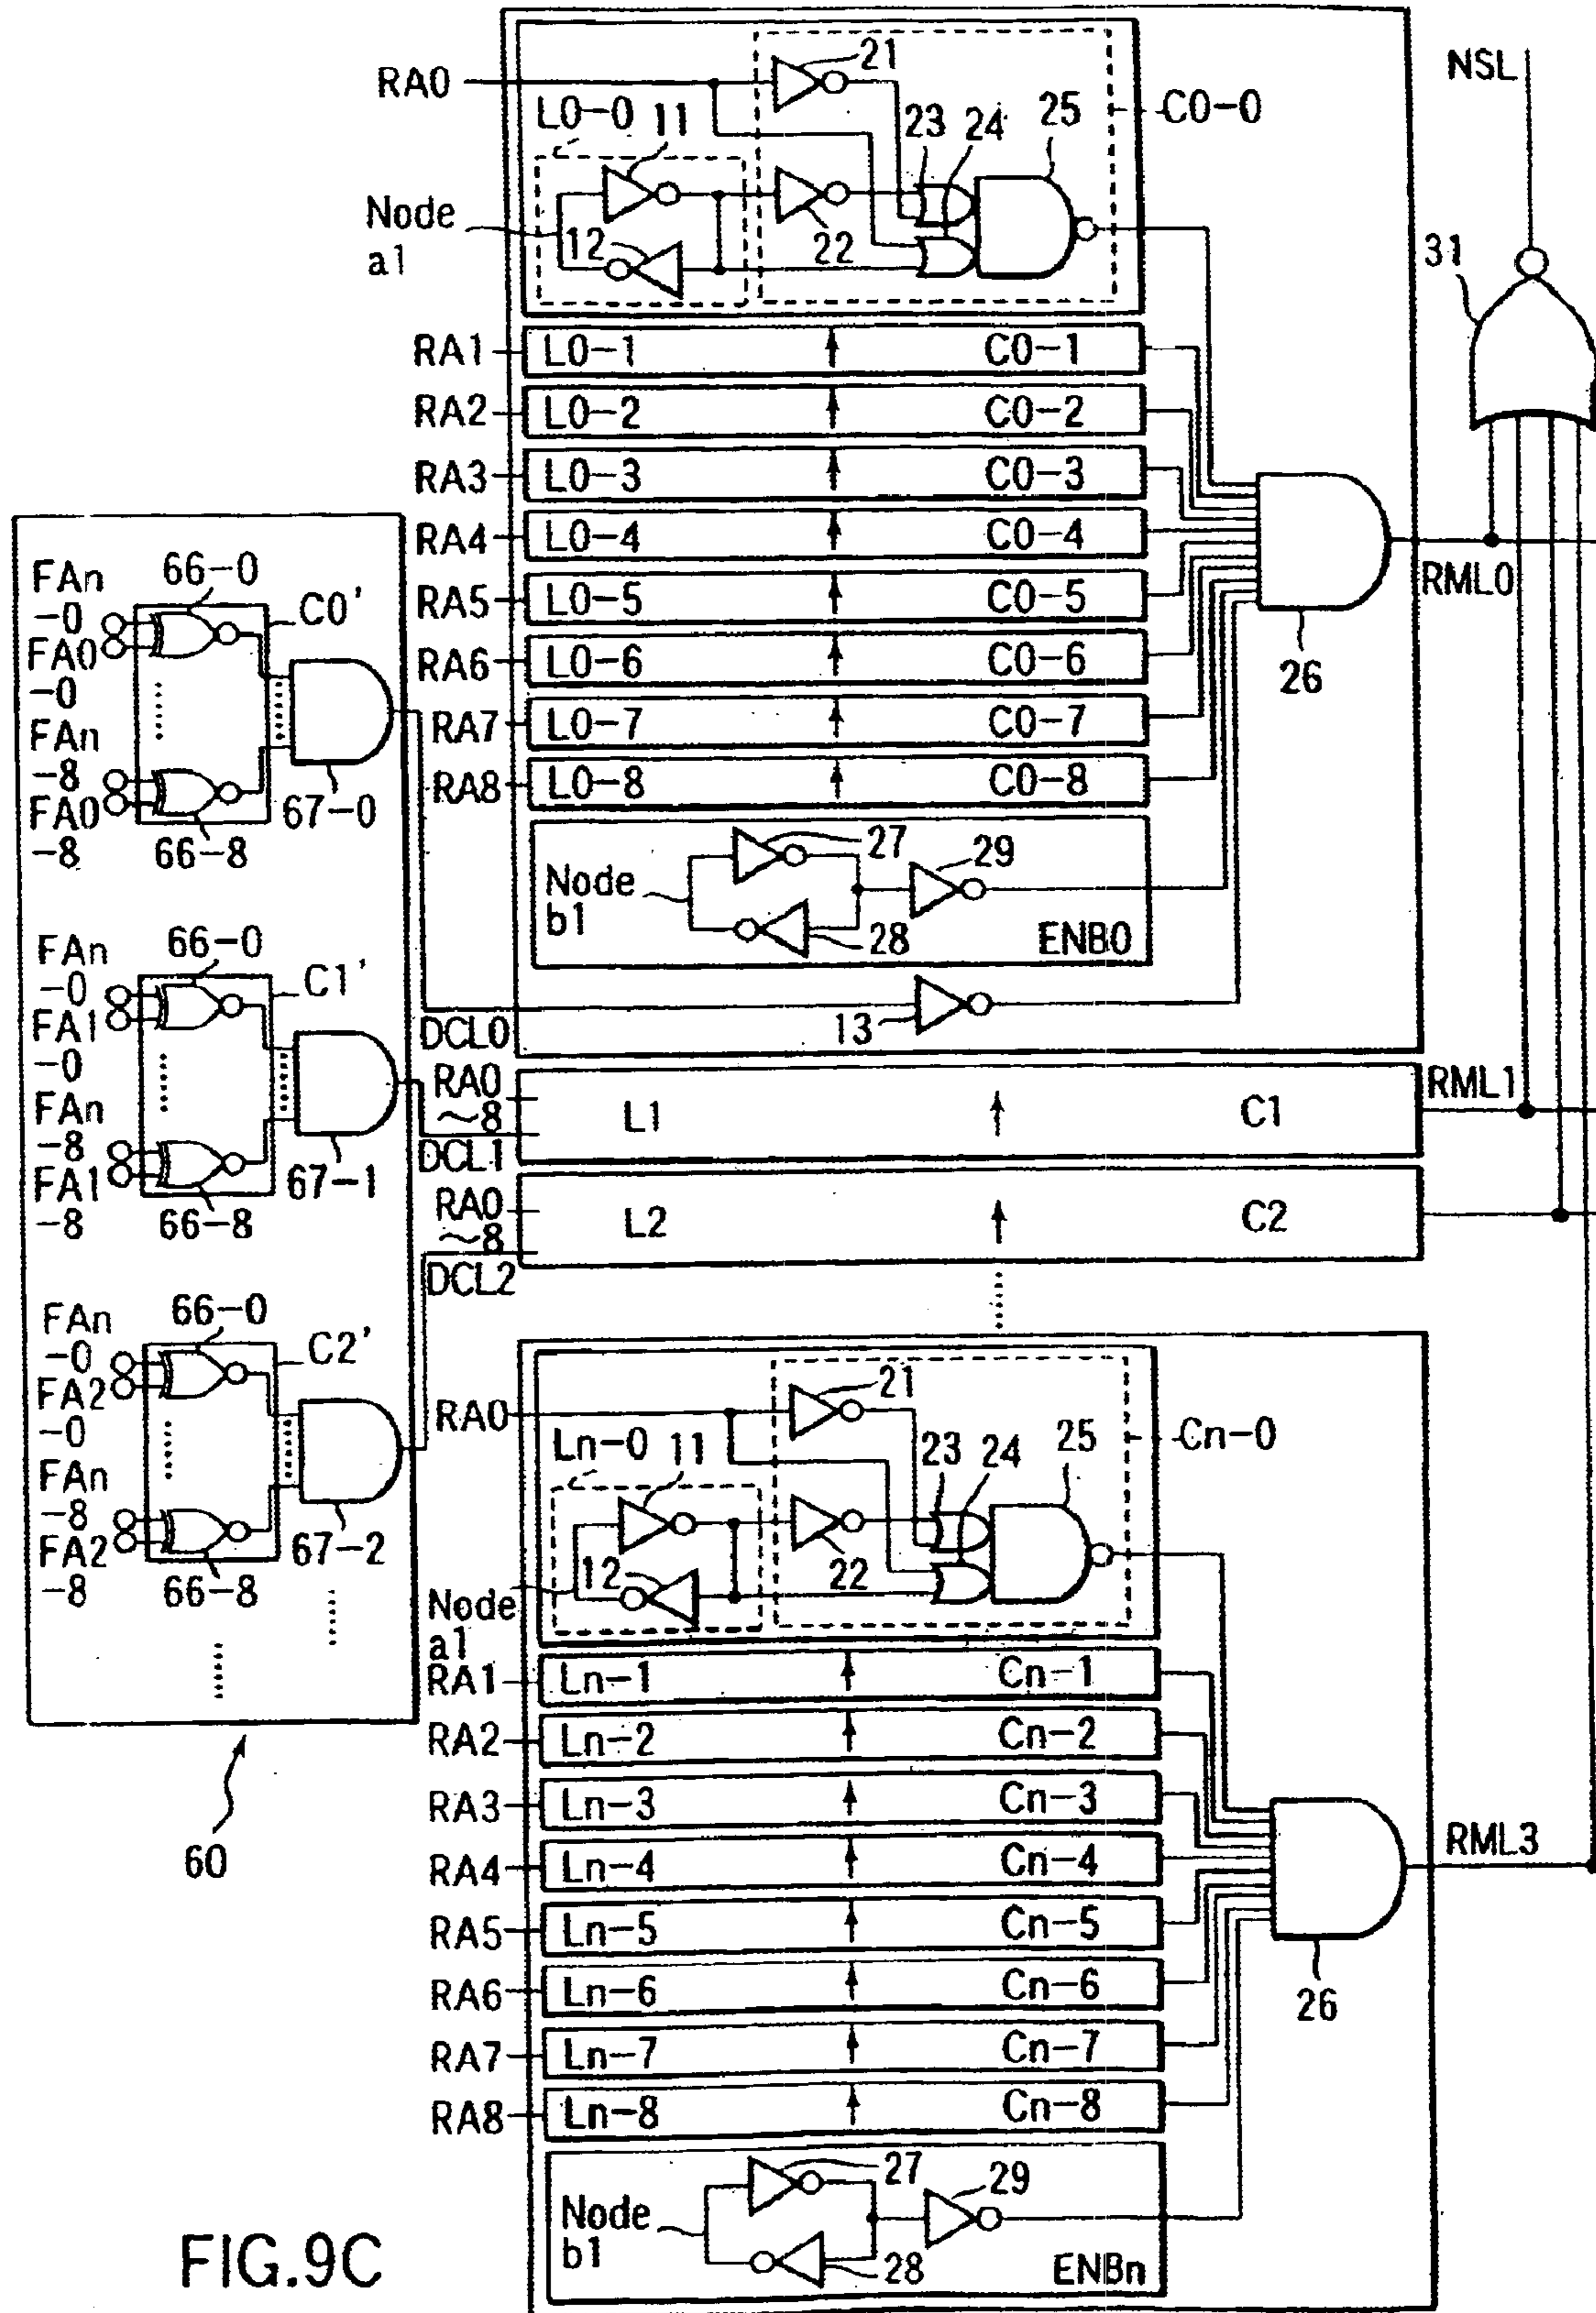 RA0
21
NSL
L0-0
11
23
24
25
C0-0
Node
a1
12
22
31
RA1
L0-1
C0-1
RA2
L0-2
C0-2
RA3
L0-3
C0-3
RA4
L0-4
C0-4
RML0
RA5
L0-5
C0-5
RA6
L0-6
C0-6
26
RA7
L0-7
C0-7
RA8
L0-8
C0-8
FAn
-0
FA0
-0
FAn
-8
FA0
-8
66-0
C0'
67-0
66-8
Node
b1
27
29
28
ENB0
DCL0
13
FAn
-0
FA1
-0
FAn
-8
FA1
-8
66-0
C1'
67-1
66-8
RA0
~8
DCL1
L1
C1
RML1
RA0
~8
DCL2
L2
C2
FAn
-0
FA2
-0
FAn
-8
FA2
-8
66-0
C2'
67-2
66-8
60
RA0
21
Ln-0
11
23
24
25
Cn-0
Node
a1
12
22
RA1
Ln-1
Cn-1
RA2
Ln-2
Cn-2
RA3
Ln-3
Cn-3
RML3
RA4
Ln-4
Cn-4
RA5
Ln-5
Cn-5
RA6
Ln-6
Cn-6
26
RA7
Ln-7
Cn-7
RA8
Ln-8
Cn-8
Node
b1
27
29
28
ENBn
FIG.9C